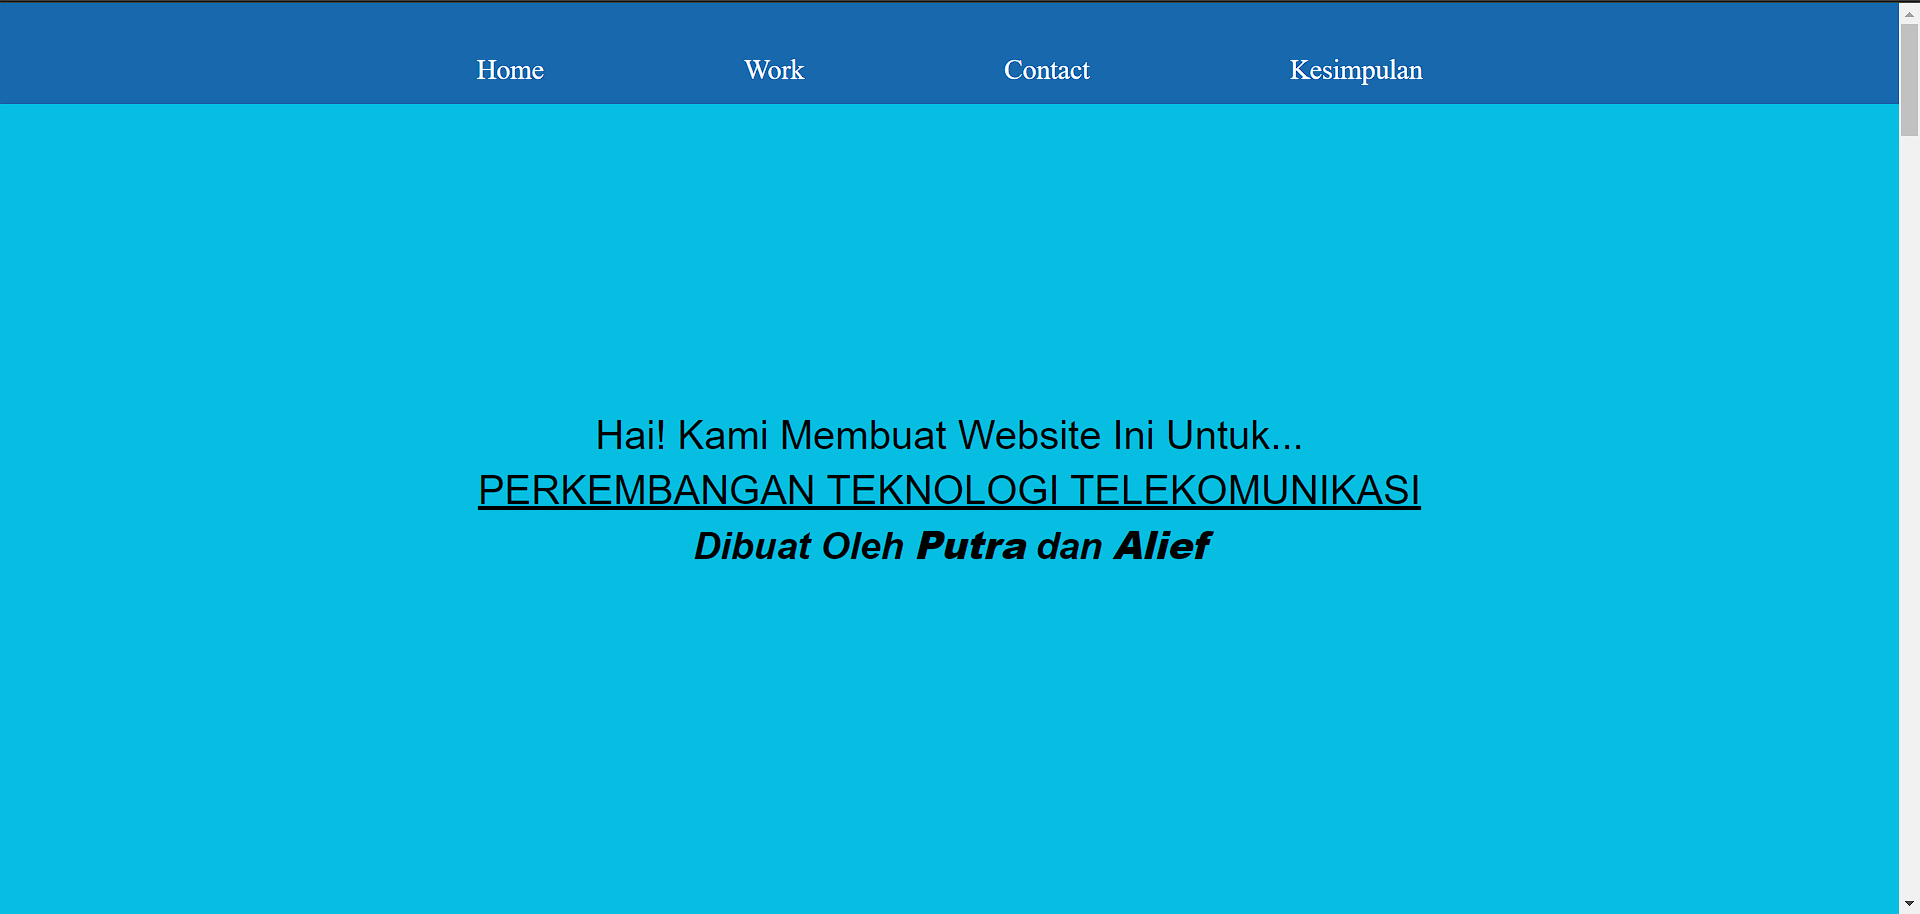 Home Work Contact Kesimpulan
Hai! Kami Membuat Website Ini Untuk...
PERKEMBANGAN TEKNOLOGI TELEKOMUNIKASI
Dibuat Oleh Putra dan Alief